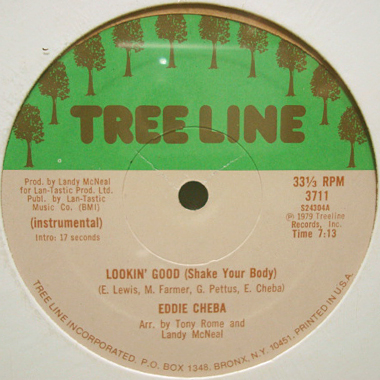 TREE LINE
Prod. by Landy McNeal
for Lan-Tastic Prod. Ltd.
Publ. by Lan-Tastic
Music Co. (BMI)
(instrumental)
Intro: 17 seconds
33⅓ RPM
3711
S24304A
Ⓟ 1979 Treeline
Records, Inc.
Time 7:13
LOOKIN' GOOD (Shake Your Body)
(E. Lewis, M. Farmer, G. Pettus, E. Cheba)
EDDIE CHEBA
Arr. by Tony Rome and
Landy McNeal
TREE LINE INCORPORATED. P.O. BOX 1348, BRONX, N.Y. 10451, PRINTED IN U.S.A.